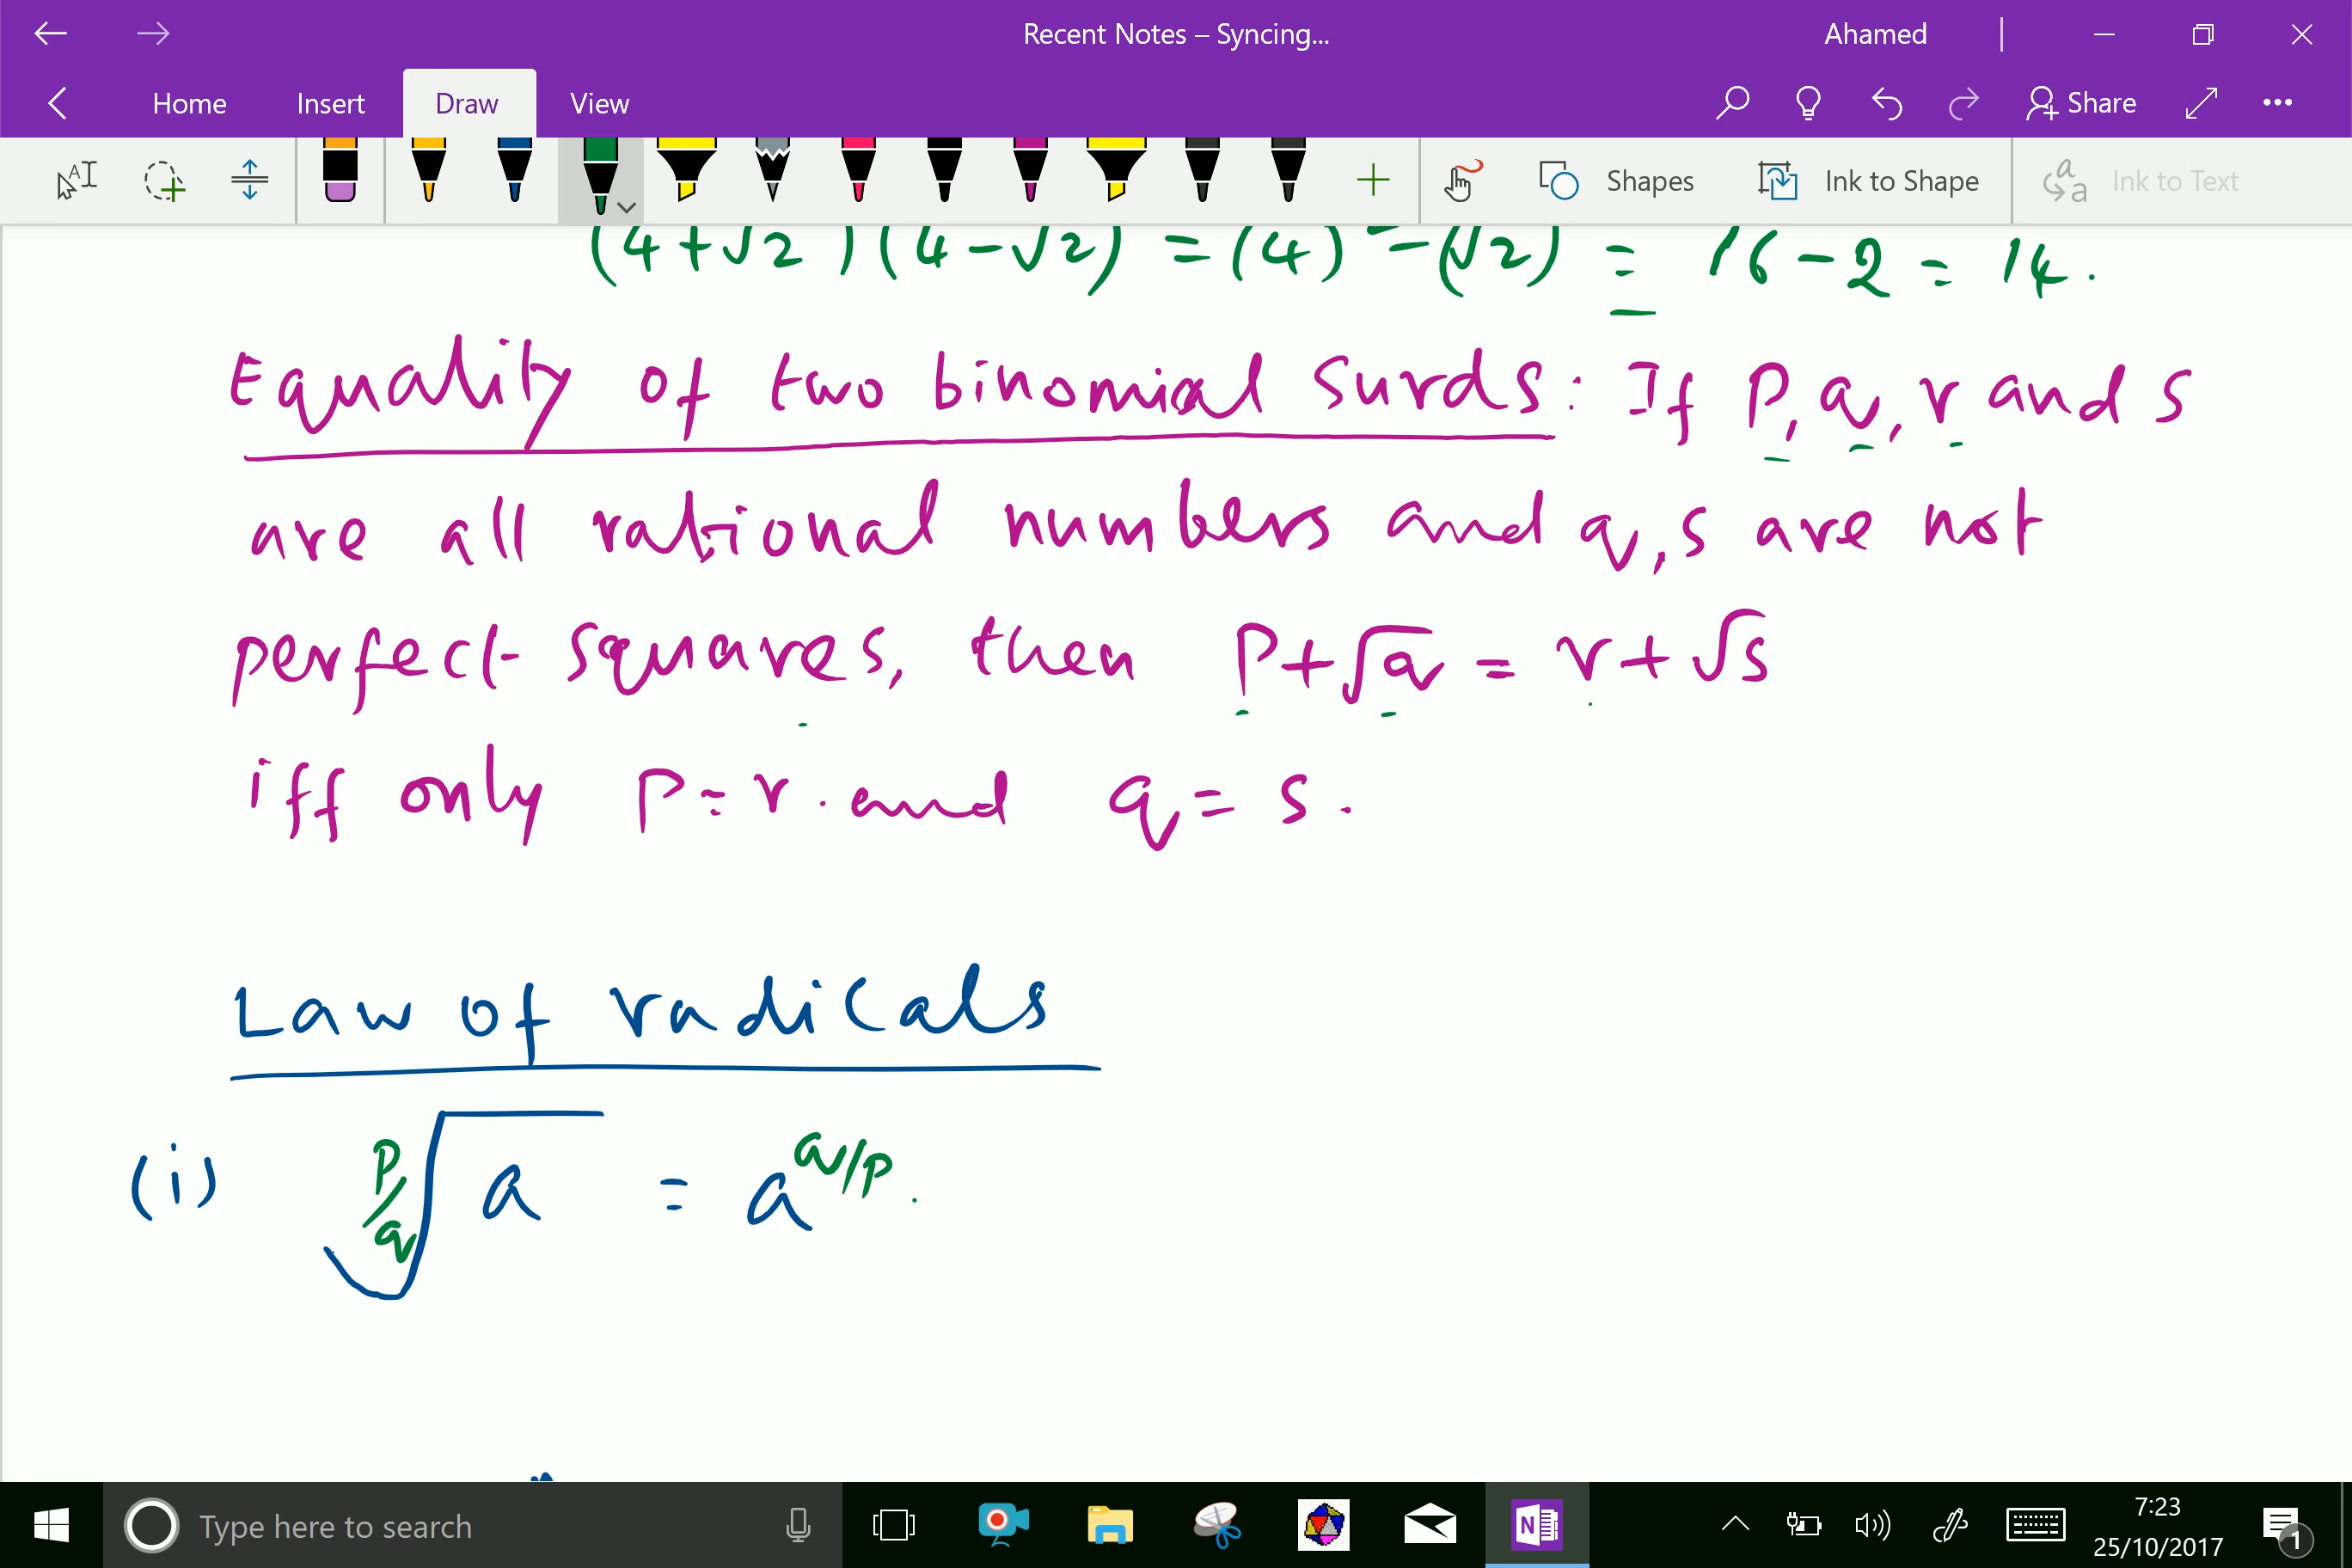 Recent Notes – Syncing...
Ahamed
Home Insert Draw View
Share
Shapes
Ink to Shape
Ink to Text
(4+√2)(4-√2) = (4)² - (√2) = 16-2 = 14.
Equality of two binomial surds: If p, q, r and s
are all rational numbers and q, s are not
perfect squares, then p+√q = r+√s
iff only p=r. and q=s.
Law of radicals
(i) ᵖ/q√a = a^q/p.
Type here to search
7:23
25/10/2017
1